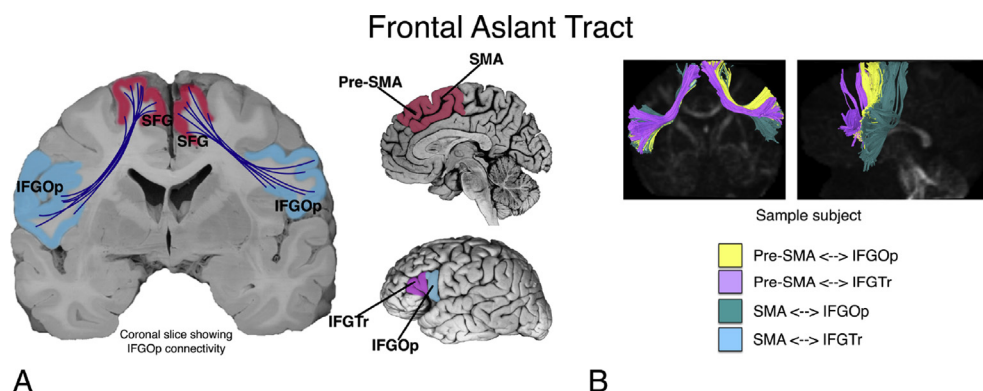 Frontal Aslant Tract
SFG
SFG
IFGOp
IFGOp
Coronal slice showing
IFGOp connectivity
A
SMA
Pre-SMA
IFGTr
IFGOp
Sample subject
Pre-SMA <--> IFGOp
Pre-SMA <--> IFGTr
SMA <--> IFGOp
SMA <--> IFGTr
B